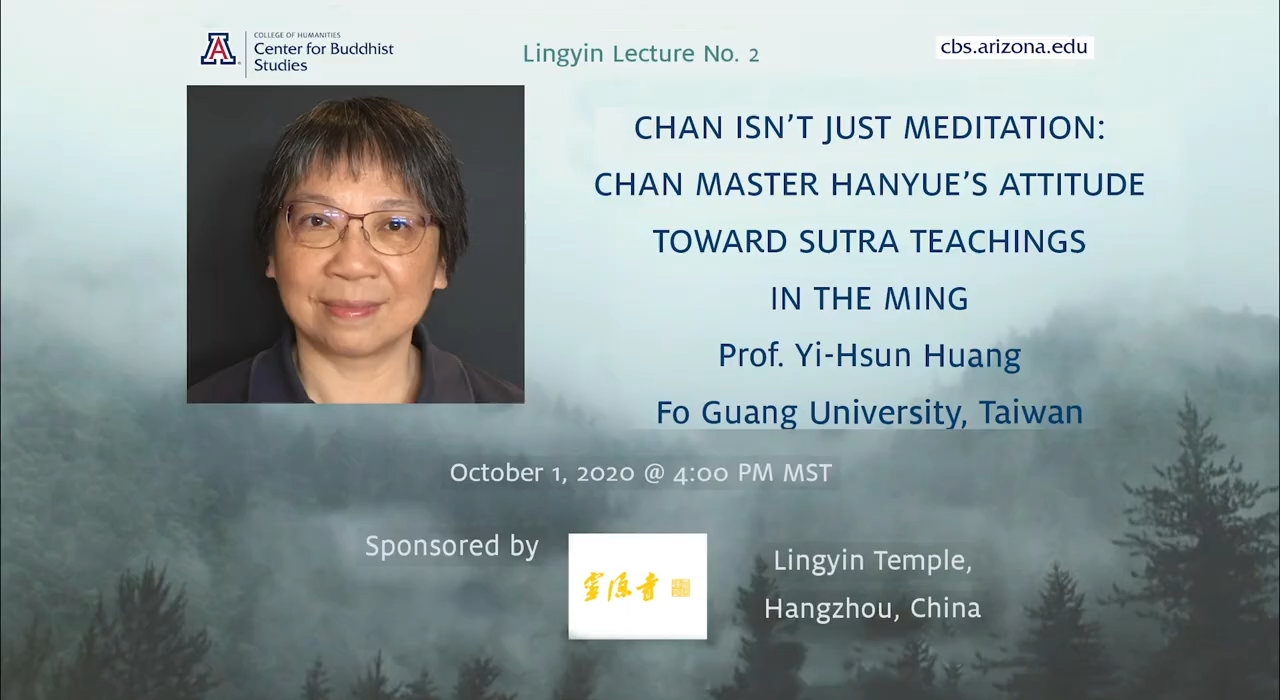 COLLEGE OF HUMANITIES
Center for Buddhist
Studies
Lingyin Lecture No. 2
cbs.arizona.edu
CHAN ISN’T JUST MEDITATION:
CHAN MASTER HANYUE’S ATTITUDE
TOWARD SUTRA TEACHINGS
IN THE MING
Prof. Yi-Hsun Huang
Fo Guang University, Taiwan
October 1, 2020 @ 4:00 PM MST
Sponsored by
Lingyin Temple,
Hangzhou, China